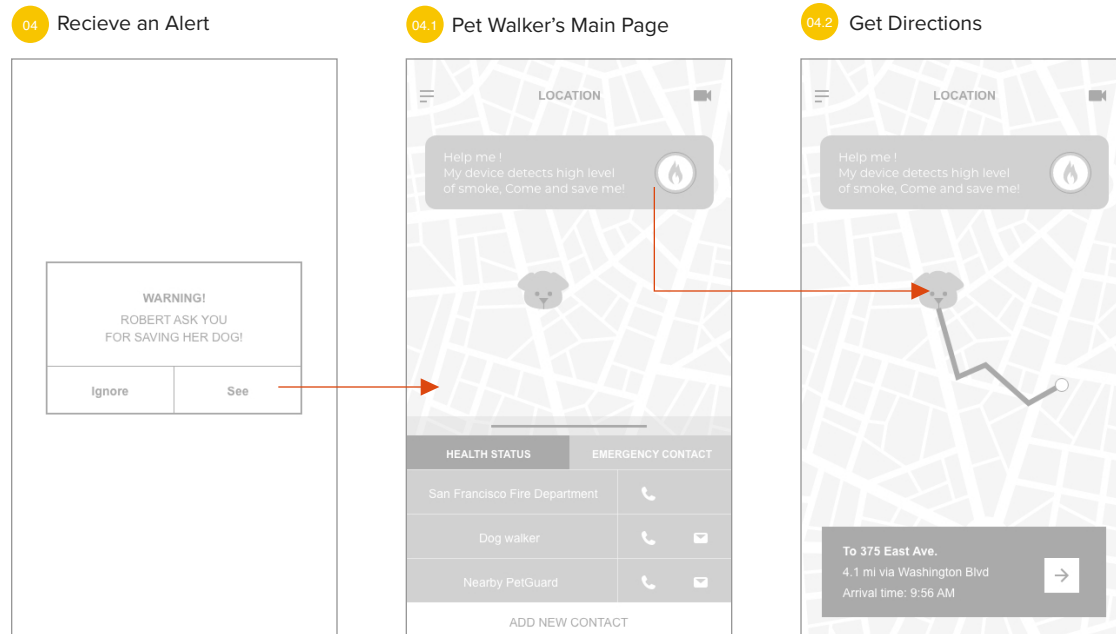 04 Recieve an Alert
WARNING!
ROBERT ASK YOU
FOR SAVING HER DOG!
Ignore See
04.1 Pet Walker's Main Page
LOCATION
Help me !
My device detects high level
of smoke, Come and save me!
HEALTH STATUS EMERGENCY CONTACT
San Francisco Fire Department
Dog walker
Nearby PetGuard
ADD NEW CONTACT
04.2 Get Directions
LOCATION
Help me !
My device detects high level
of smoke, Come and save me!
To 375 East Ave.
4.1 mi via Washington Blvd
Arrival time: 9:56 AM